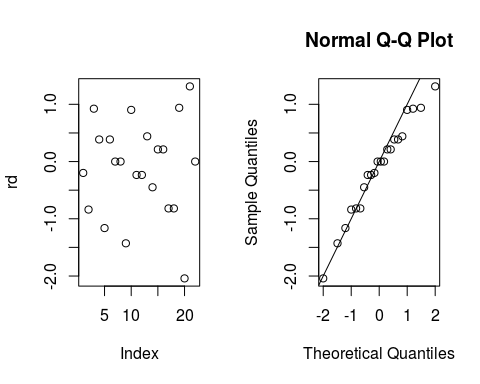 rd
-2.0 -1.0 0.0 1.0
5 10 20
Index
Normal Q-Q Plot
Sample Quantiles
-2.0 -1.0 0.0 1.0
-2 -1 0 1 2
Theoretical Quantiles